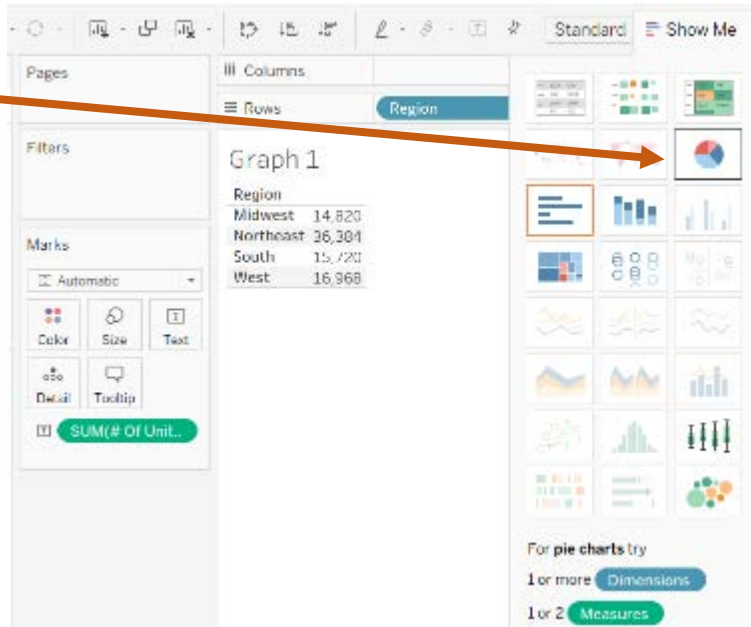 Standard Show Me
Pages
Columns
Rows Region
Filters
Graph 1
Region
Midwest 14,820
Northeast 36,384
South 15,720
West 16,968
Marks
Automatic
Color Size Text
Detail Tooltip
SUM(# Of Unit..
For pie charts try
1 or more Dimensions
1 or 2 Measures